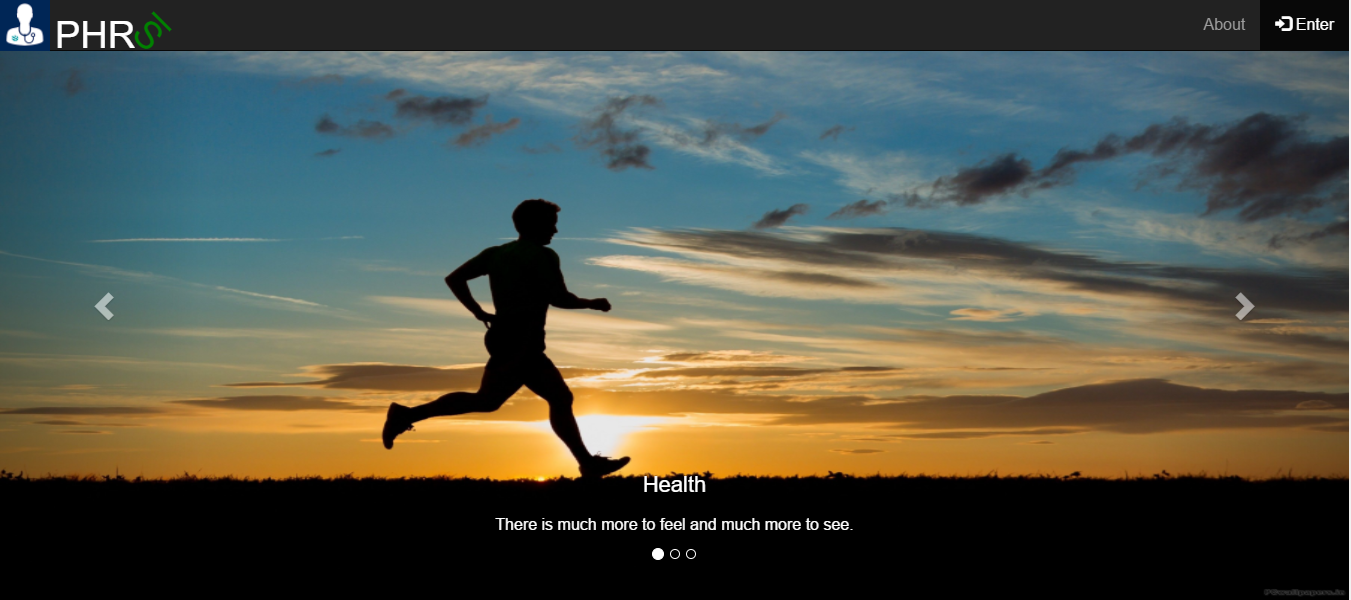 PHRSI
About
Enter
Health
There is much more to feel and much more to see.